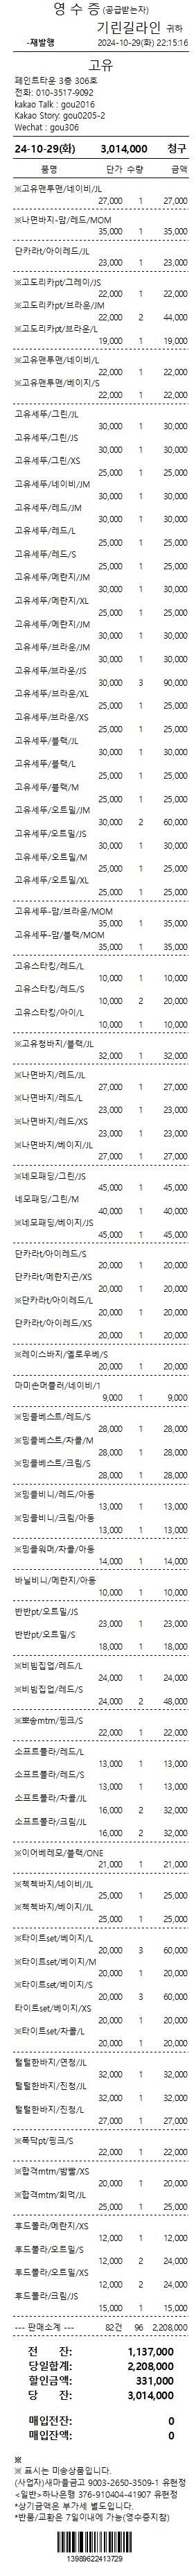 영 수 증 (공급받는자)
기린길라인 귀하
-재발행 2024-10-29(화) 22:15:16
고유
페인트타운 3층 306호
전화: 010-3517-9092
kakao Talk : gou2016
Kakao Story: gou0205-2
Wechat : gou306
24-10-29(화) 3,014,000 청구
품명 단가 수량 금액
※고유맨투맨/네이비/JL
27,000 1 27,000
※나면바지-맘/레드/MOM
35,000 1 35,000
단카라t/아이레드/JL
23,000 1 23,000
※고도리카pt/그레이/JS
22,000 1 22,000
※고도리카pt/브라운/JM
22,000 2 44,000
※고도리카pt/브라운/L
19,000 1 19,000
※고유맨투맨/네이비/L
22,000 1 22,000
※고유맨투맨/베이지/S
22,000 1 22,000
고유세뚜/그린/JL
30,000 1 30,000
고유세뚜/그린/JS
30,000 1 30,000
고유세뚜/그린/XS
25,000 1 25,000
고유세뚜/네이비/JM
30,000 1 30,000
고유세뚜/레드/JM
30,000 1 30,000
고유세뚜/레드/L
25,000 1 25,000
고유세뚜/레드/S
25,000 1 25,000
고유세뚜/메란지/JM
30,000 1 30,000
고유세뚜/메란지/XL
25,000 1 25,000
고유세뚜/메란지/JM
30,000 1 30,000
고유세뚜/브라운/JM
30,000 1 30,000
고유세뚜/브라운/JS
30,000 3 90,000
고유세뚜/브라운/XL
25,000 1 25,000
고유세뚜/브라운/XS
25,000 1 25,000
고유세뚜/블랙/JL
30,000 1 30,000
고유세뚜/블랙/L
25,000 1 25,000
고유세뚜/블랙/M
25,000 1 25,000
고유세뚜/오트밀/JM
30,000 2 60,000
고유세뚜/오트밀/JS
30,000 1 30,000
고유세뚜/오트밀/M
25,000 1 25,000
고유세뚜/오트밀/XL
25,000 1 25,000
고유세뚜-맘/브라운/MOM
35,000 1 35,000
고유세뚜-맘/블랙/MOM
35,000 1 35,000
고유스타킹/레드/L
10,000 1 10,000
고유스타킹/레드/S
10,000 2 20,000
고유스타킹/아이/L
10,000 1 10,000
※고유청바지/블랙/JL
32,000 1 32,000
※나면바지/레드/JL
27,000 1 27,000
※나면바지/레드/L
23,000 1 23,000
※나면바지/레드/XS
23,000 1 23,000
※나면바지/베이지/JL
27,000 1 27,000
※네모패딩/그린/JS
45,000 1 45,000
네모패딩/그린/M
40,000 1 40,000
※네모패딩/베이지/JS
45,000 1 45,000
단카라t/아이레드/S
20,000 1 20,000
단카라t/메란지곤/XS
20,000 1 20,000
※단카라t/아이레드/L
20,000 1 20,000
단카라t/아이레드/XS
20,000 1 20,000
※레이스바지/옐로우베/S
20,000 1 20,000
마미손머플러/네이비/1
9,000 1 9,000
※밍클베스트/레드/S
28,000 1 28,000
※밍클베스트/차콜/M
28,000 1 28,000
※밍클베스트/크림/S
28,000 1 28,000
※밍클비니/레드/아동
13,000 1 13,000
※밍클비니/크림/아동
13,000 1 13,000
※밍클워머/차콜/아동
14,000 1 14,000
바닐비니/메란지/아동
10,000 1 10,000
반반pt/오트밀/JS
23,000 1 23,000
반반pt/오트밀/S
18,000 1 18,000
※비빔집업/레드/L
24,000 1 24,000
※비빔집업/레드/S
24,000 2 48,000
※뽀송mtm/핑크/S
22,000 1 22,000
소프트폴라/레드/L
13,000 1 13,000
소프트폴라/레드/S
13,000 1 13,000
소프트폴라/차콜/JL
16,000 2 32,000
소프트폴라/크림/JL
16,000 2 32,000
※이어베레모/블랙/ONE
21,000 1 21,000
※첵첵바지/네이비/JL
25,000 1 25,000
※첵첵바지/베이지/JL
25,000 1 25,000
※타이트set/베이지/L
20,000 3 60,000
※타이트set/베이지/M
20,000 1 20,000
※타이트set/베이지/S
20,000 3 60,000
타이트set/베이지/XS
20,000 1 20,000
※타이트set/차콜/L
20,000 1 20,000
털털한바지/연청/JL
32,000 1 32,000
털털한바지/진청/JL
32,000 1 32,000
털털한바지/진청/L
27,000 1 27,000
※폭닥pt/핑크/S
22,000 1 22,000
※합격mtm/밤빨/XS
20,000 1 20,000
※합격mtm/회먹/JL
25,000 1 25,000
후드폴라/메란지/XS
12,000 1 12,000
후드폴라/오트밀/S
12,000 2 24,000
후드폴라/오트밀/XS
12,000 2 24,000
후드폴라/크림/JS
15,000 1 15,000
--- 판매소계 --- 82건 96 2,208,000
전 잔: 1,137,000
당일합계: 2,208,000
할인금액: 331,000
당 잔: 3,014,000
매입전잔: 0
매입당잔: 0
※
※ 표시는 미송상품입니다.
(사업자)새마을금고 9003-2650-3509-1 유현정
<일반>하나은행 376-910404-41907 유현정
*상기금액은 부가세 별도입니다.
*반품/교환은 7일이내에 가능(영수증지참)
13989622413729